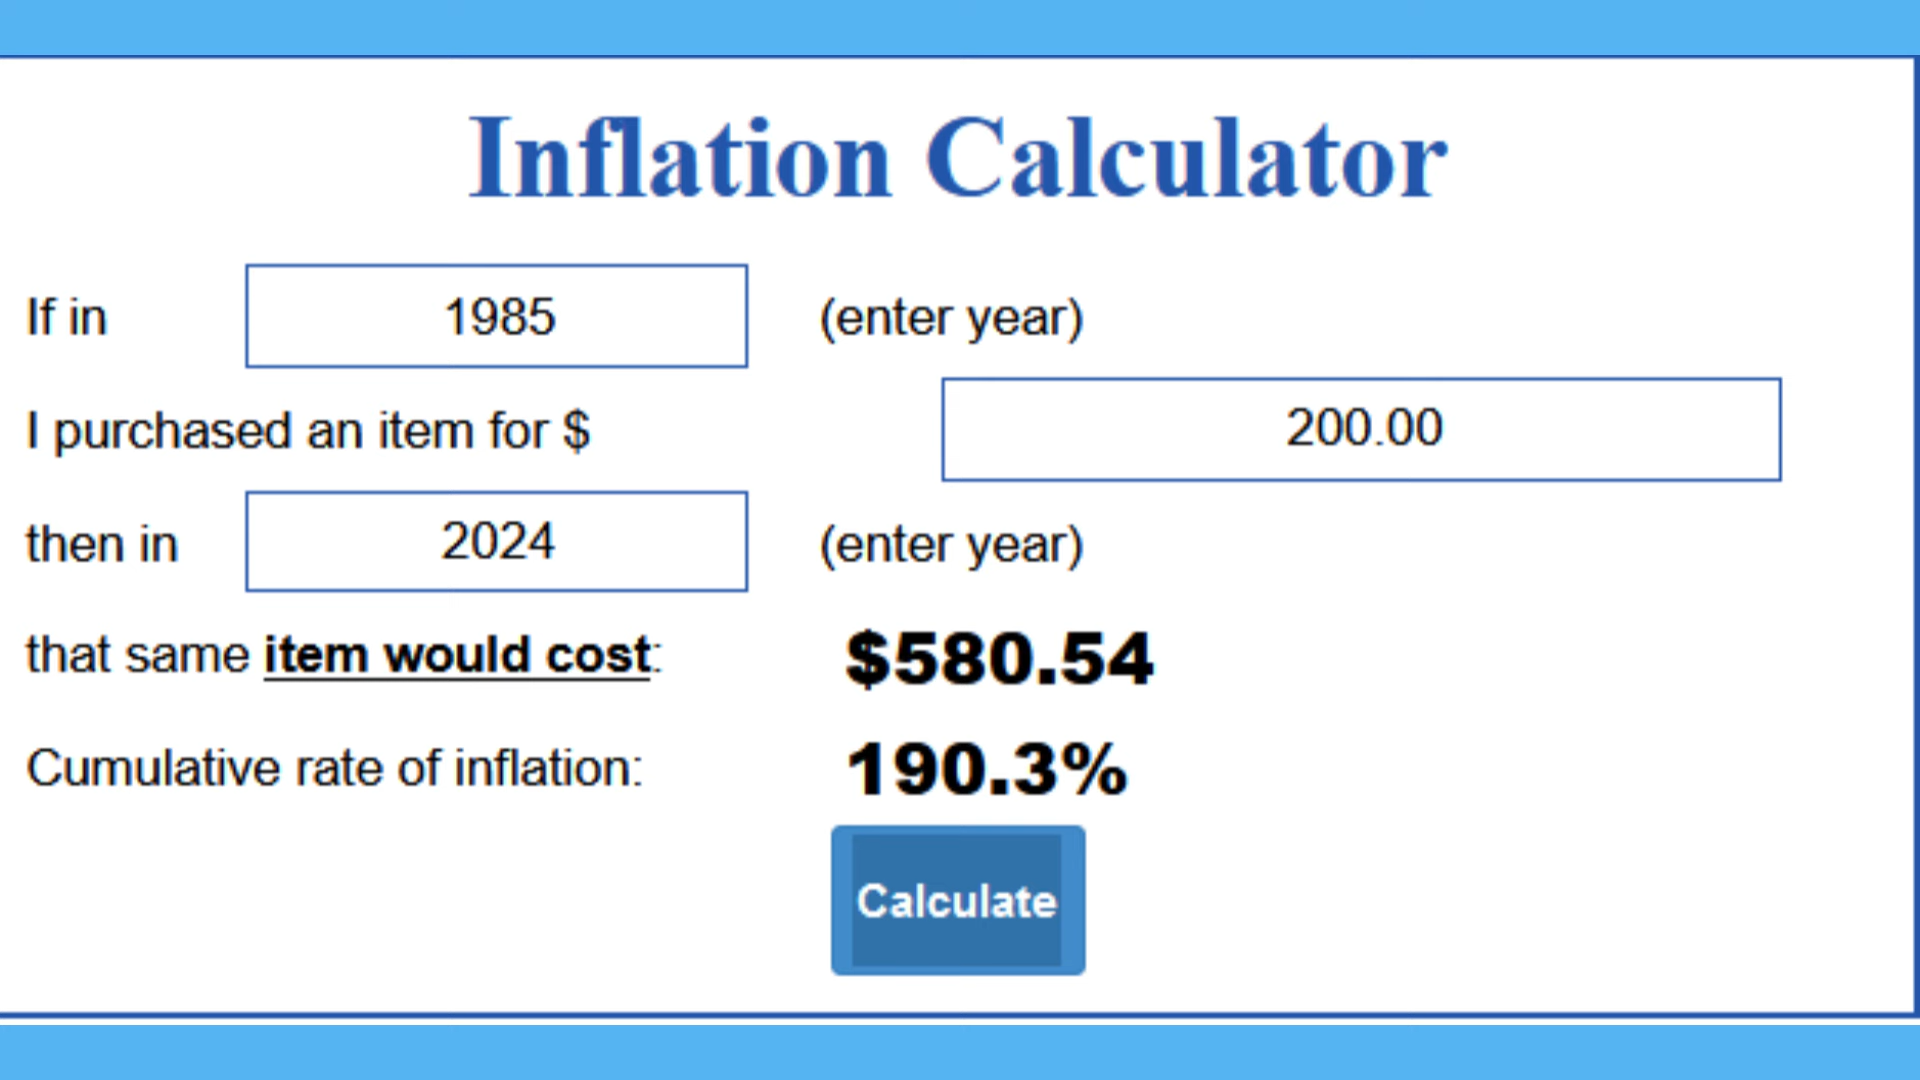 Inflation Calculator
If in 1985 (enter year)
I purchased an item for $ 200.00
then in 2024 (enter year)
that same item would cost: $580.54
Cumulative rate of inflation: 190.3%
Calculate